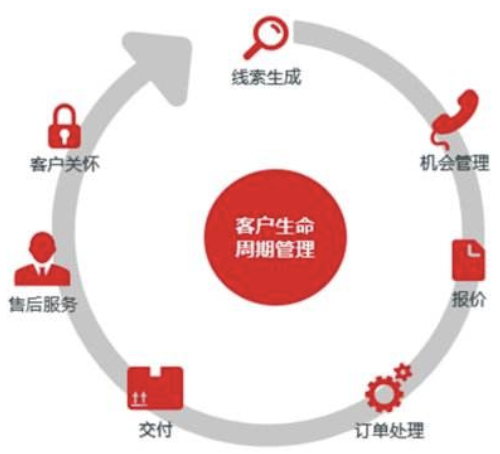 线索生成
机会管理
报价
订单处理
交付
售后服务
客户关怀
客户生命
周期管理